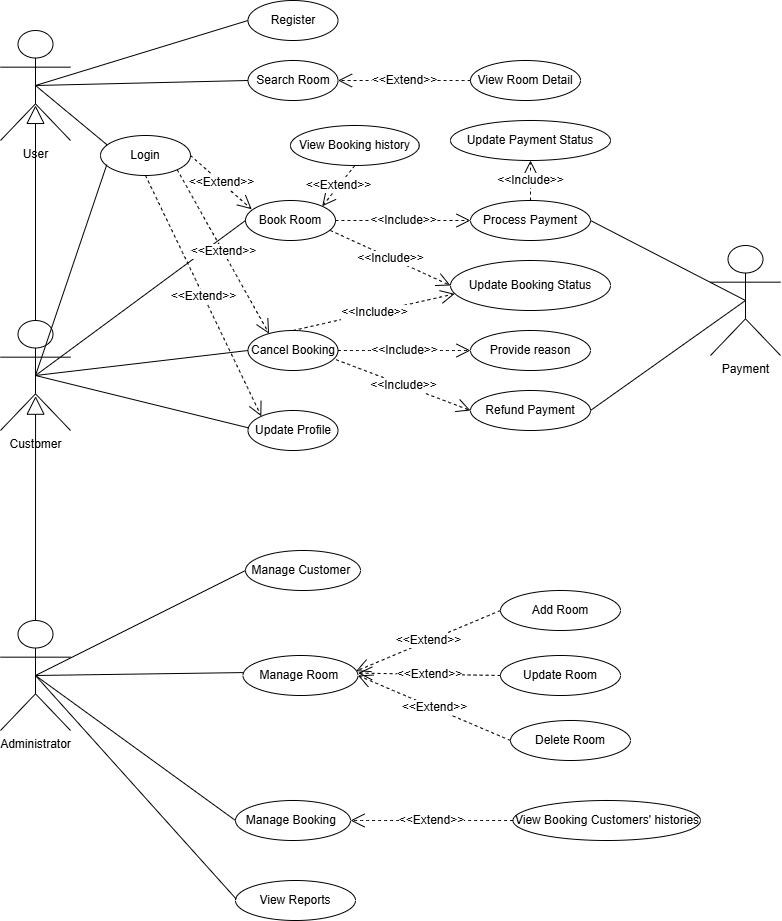 Register
Search Room
<<Extend>>
View Room Detail
User
Login
View Booking history
Update Payment Status
<<Extend>>
<<Extend>>
<<Include>>
Book Room
<<Include>>
Process Payment
<<Extend>>
<<Include>>
<<Extend>>
Update Booking Status
<<Include>>
Cancel Booking
<<Include>>
Provide reason
Payment
<<Include>>
Refund Payment
Customer
Update Profile
Manage Customer
Add Room
<<Extend>>
Manage Room
<<Extend>>
Update Room
<<Extend>>
Administrator
Delete Room
Manage Booking
<<Extend>>
View Booking Customers' histories
View Reports